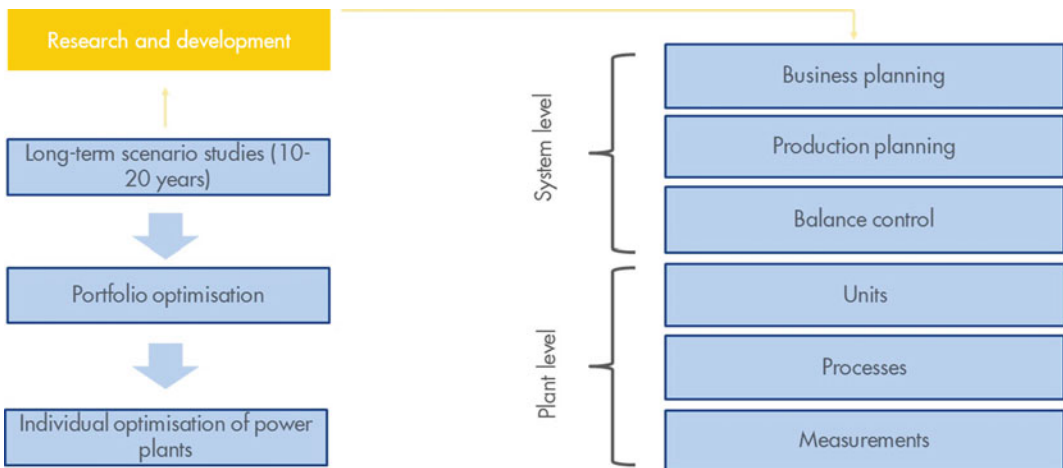 Research and development
Long-term scenario studies (10-
20 years)
Portfolio optimisation
Individual optimisation of power
plants
System level
Business planning
Production planning
Balance control
Plant level
Units
Processes
Measurements